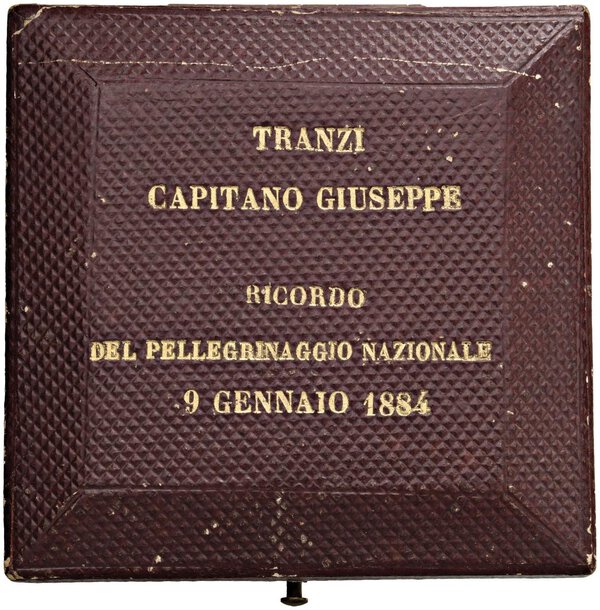 TRANZI
CAPITANO GIUSEPPE
RICORDO
DEL PELLEGRINAGGIO NAZIONALE
9 GENNAIO 1884